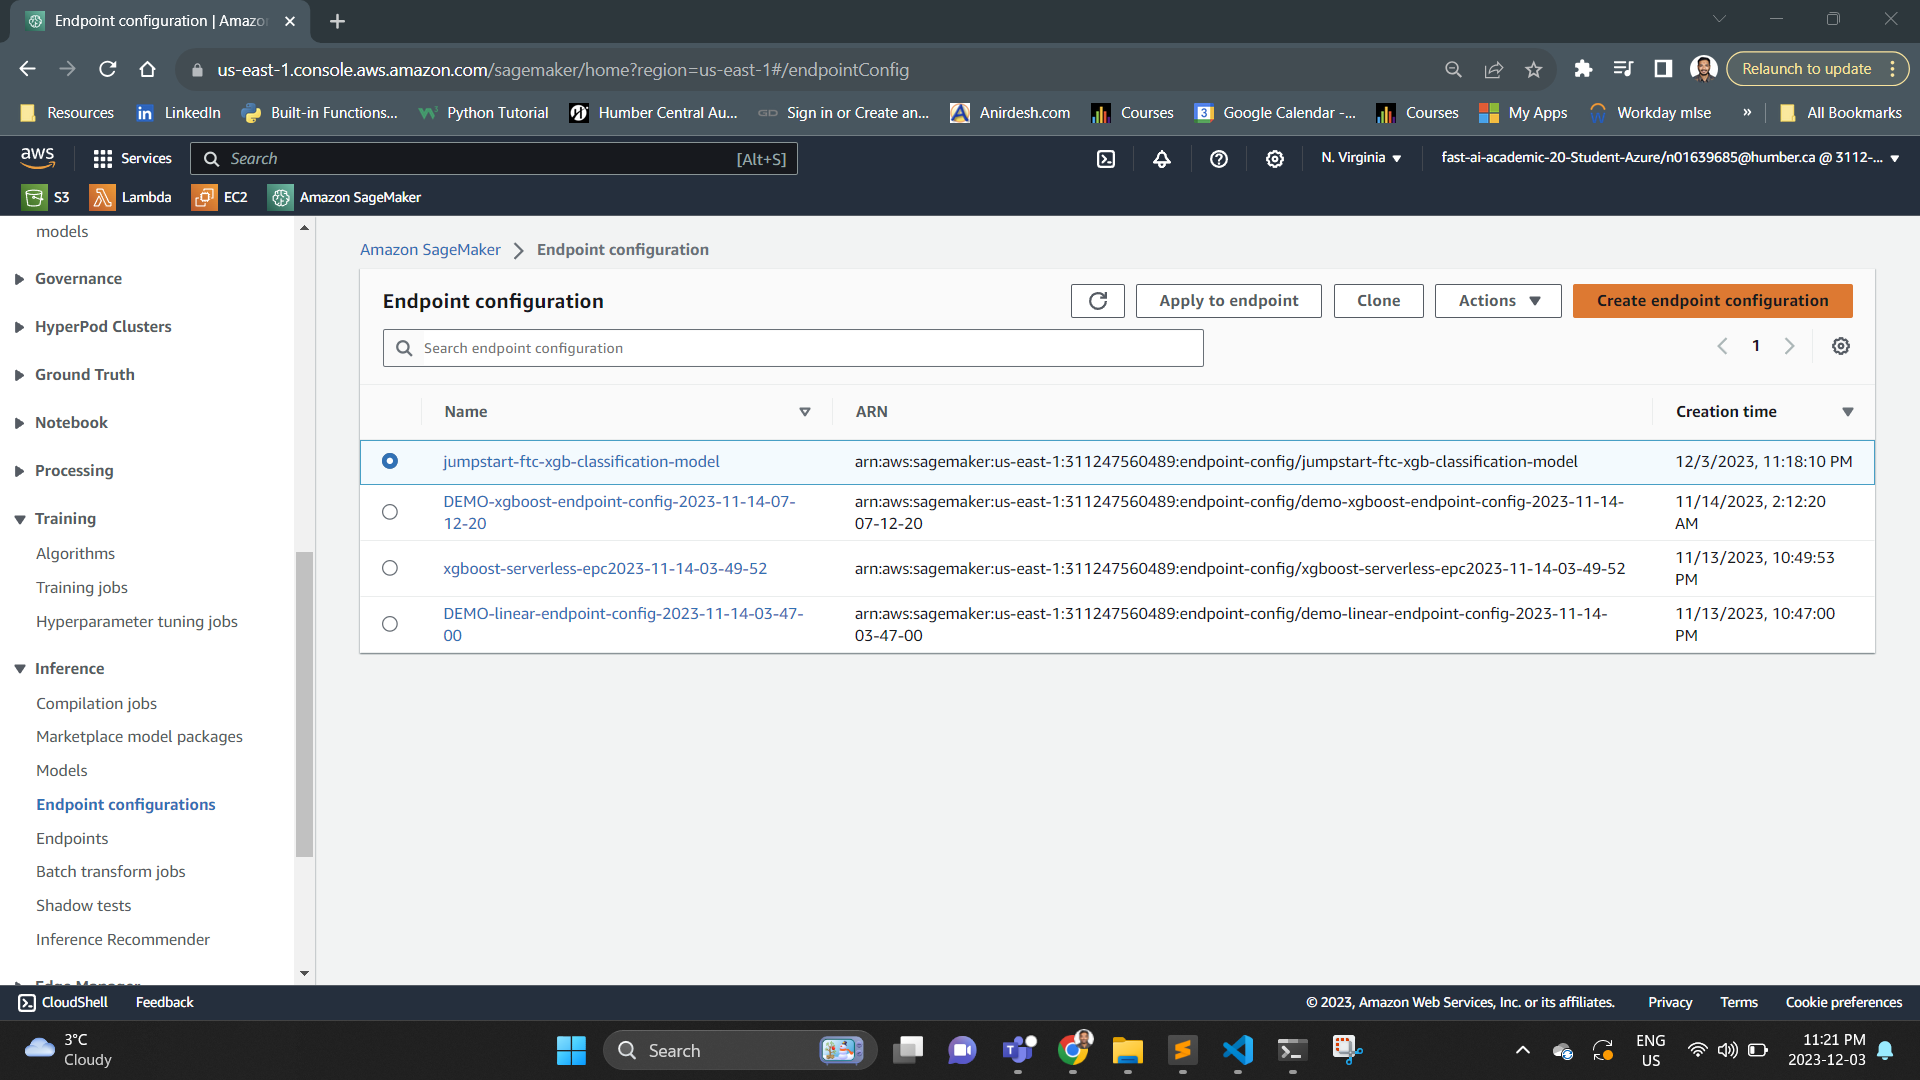 Endpoint configuration | Amazo
us-east-1.console.aws.amazon.com/sagemaker/home?region=us-east-1#/endpointConfig
Relaunch to update
Resources
LinkedIn
Built-in Functions...
Python Tutorial
Humber Central Au...
Sign in or Create an...
Anirdesh.com
Courses
Google Calendar -...
Courses
My Apps
Workday mlse
»
All Bookmarks
aws
Services
Search
[Alt+S]
N. Virginia
fast-ai-academic-20-Student-Azure/n01639685@humber.ca @ 3112-...
S3
Lambda
EC2
Amazon SageMaker
models
Governance
HyperPod Clusters
Ground Truth
Notebook
Processing
Training
Algorithms
Training jobs
Hyperparameter tuning jobs
Inference
Compilation jobs
Marketplace model packages
Models
Endpoint configurations
Endpoints
Batch transform jobs
Shadow tests
Inference Recommender
Edge Manager
Amazon SageMaker
Endpoint configuration
Endpoint configuration
Apply to endpoint
Clone
Actions
Create endpoint configuration
Search endpoint configuration
1
Name
ARN
Creation time
jumpstart-ftc-xgb-classification-model
arn:aws:sagemaker:us-east-1:311247560489:endpoint-config/jumpstart-ftc-xgb-classification-model
12/3/2023, 11:18:10 PM
DEMO-xgboost-endpoint-config-2023-11-14-07-
12-20
arn:aws:sagemaker:us-east-1:311247560489:endpoint-config/demo-xgboost-endpoint-config-2023-11-14-
07-12-20
11/14/2023, 2:12:20
AM
xgboost-serverless-epc2023-11-14-03-49-52
arn:aws:sagemaker:us-east-1:311247560489:endpoint-config/xgboost-serverless-epc2023-11-14-03-49-52
11/13/2023, 10:49:53
PM
DEMO-linear-endpoint-config-2023-11-14-03-47-
00
arn:aws:sagemaker:us-east-1:311247560489:endpoint-config/demo-linear-endpoint-config-2023-11-14-
03-47-00
11/13/2023, 10:47:00
PM
CloudShell
Feedback
© 2023, Amazon Web Services, Inc. or its affiliates.
Privacy
Terms
Cookie preferences
3°C
Cloudy
Search
ENG
US
11:21 PM
2023-12-03